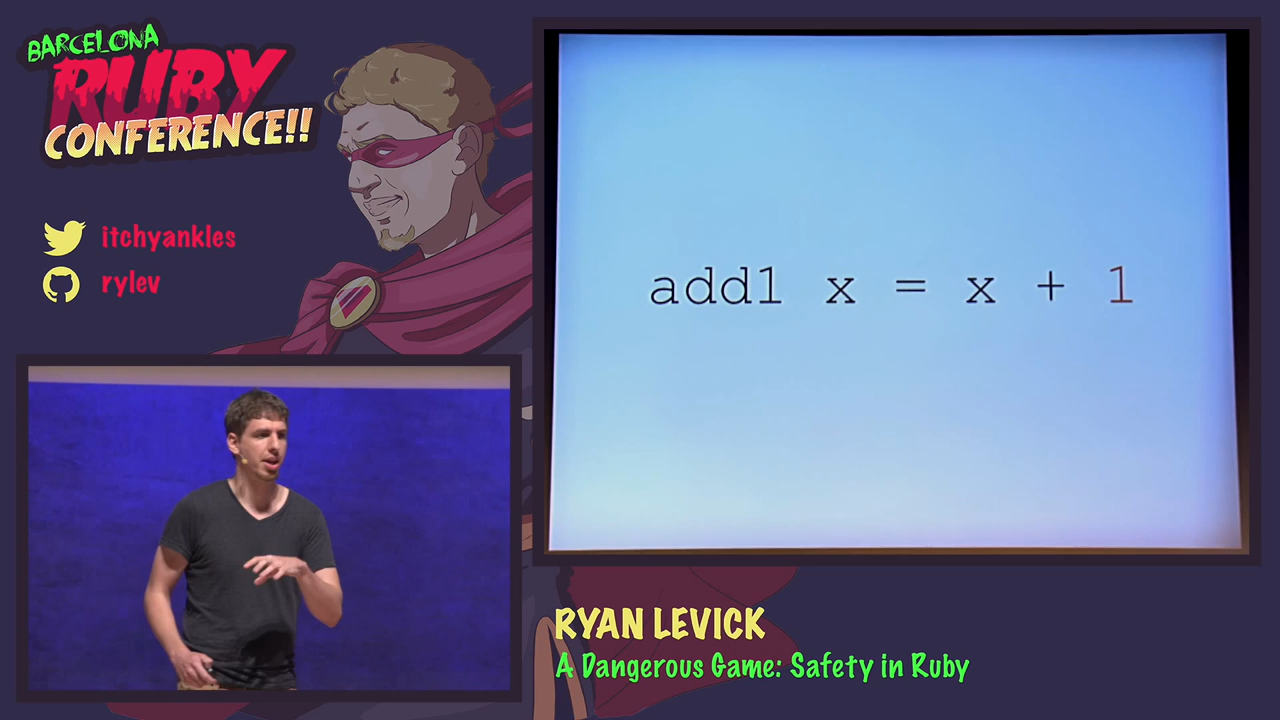 BARCELONA
RUBY
CONFERENCE!!
itchyankles
rylev
add1 x = x + 1
RYAN LEVICK
A Dangerous Game: Safety in Ruby